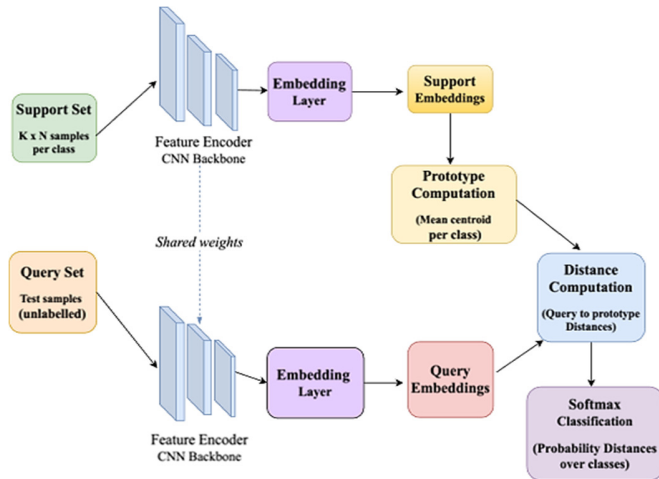 Support Set
K x N samples
per class
Feature Encoder
CNN Backbone
Embedding
Layer
Support
Embeddings
Prototype
Computation
(Mean centroid
per class)
Shared weights
Query Set
Test samples
(unlabelled)
Feature Encoder
CNN Backbone
Embedding
Layer
Query
Embeddings
Distance
Computation
(Query to prototype
Distances)
Softmax
Classification
(Probability Distances
over classes)